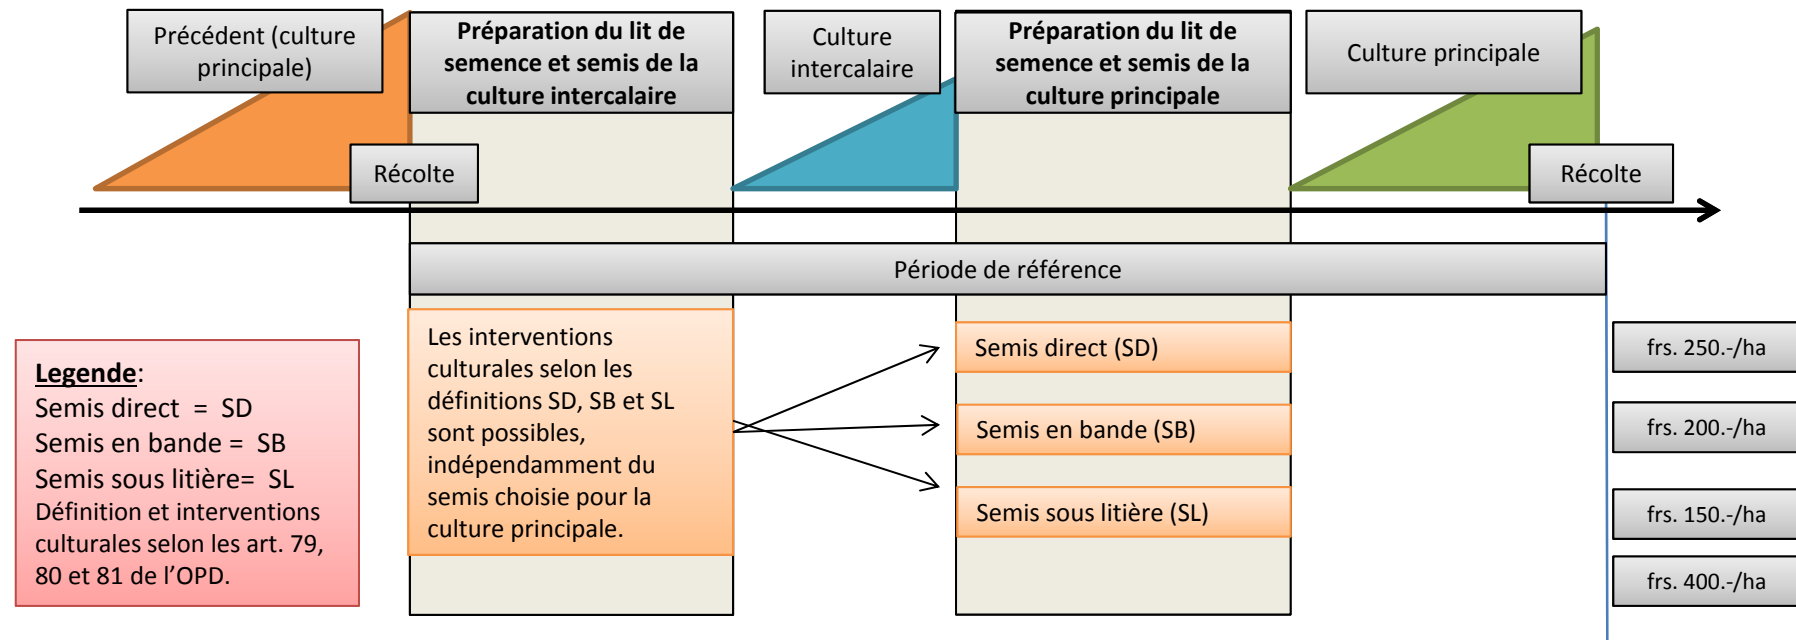 Précédent (culture
principale)
Préparation du lit de
semence et semis de la
culture intercalaire
Culture
intercalaire
Préparation du lit de
semence et semis de la
culture principale
Culture principale
Récolte
Récolte
Période de référence
Les interventions
culturales selon les
définitions SD, SB et SL
sont possibles,
indépendamment du
semis choisie pour la
culture principale.
Semis direct (SD)
Semis en bande (SB)
Semis sous litière (SL)
frs. 250.-/ha
frs. 200.-/ha
frs. 150.-/ha
frs. 400.-/ha
Legende:
Semis direct = SD
Semis en bande = SB
Semis sous litière= SL
Définition et interventions
culturales selon les art. 79,
80 et 81 de l’OPD.